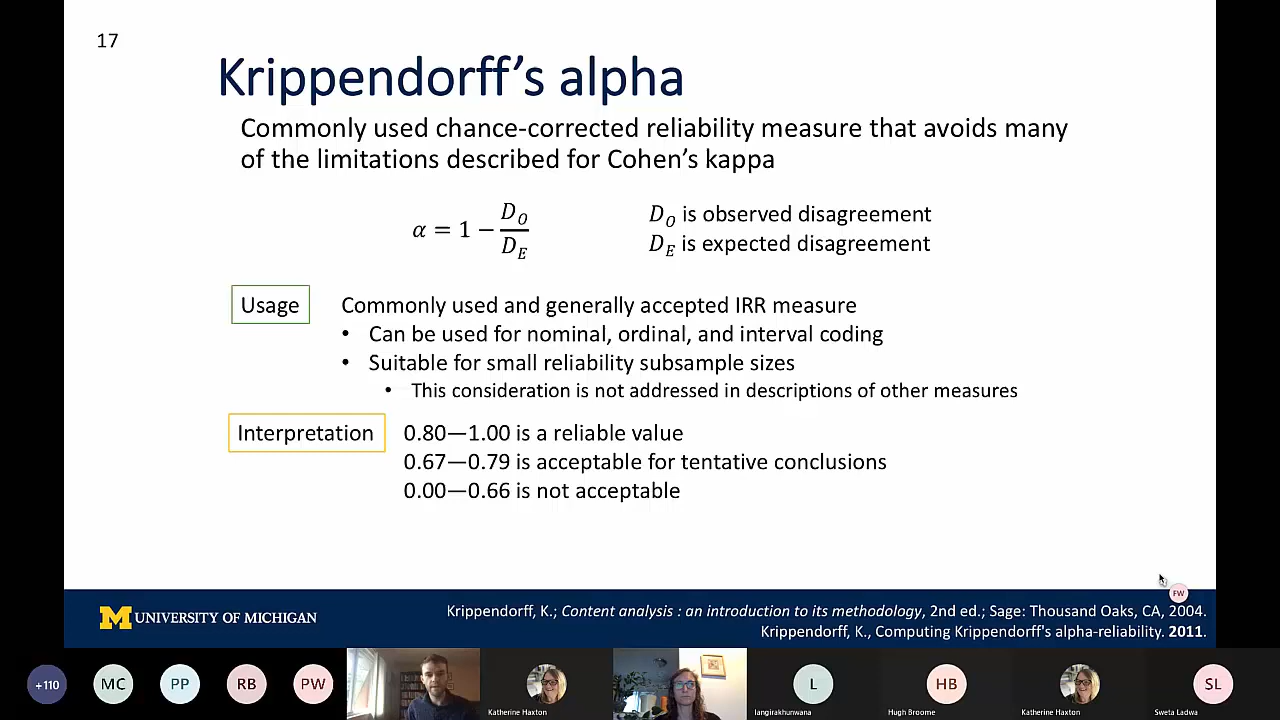 17
Krippendorff's alpha
Commonly used chance-corrected reliability measure that avoids many
of the limitations described for Cohen's kappa
α = 1 − D_O / D_E
D_O is observed disagreement
D_E is expected disagreement
Usage
Commonly used and generally accepted IRR measure
• Can be used for nominal, ordinal, and interval coding
• Suitable for small reliability subsample sizes
• This consideration is not addressed in descriptions of other measures
Interpretation
0.80—1.00 is a reliable value
0.67—0.79 is acceptable for tentative conclusions
0.00—0.66 is not acceptable
FW
M UNIVERSITY OF MICHIGAN
Krippendorff, K.; Content analysis : an introduction to its methodology, 2nd ed.; Sage: Thousand Oaks, CA, 2004.
Krippendorff, K., Computing Krippendorff's alpha-reliability. 2011.
+110
MC
PP
RB
PW
Katherine Haxton
L
langirakhunwana
HB
Hugh Broome
Katherine Haxton
SL
Sweta Ladwa